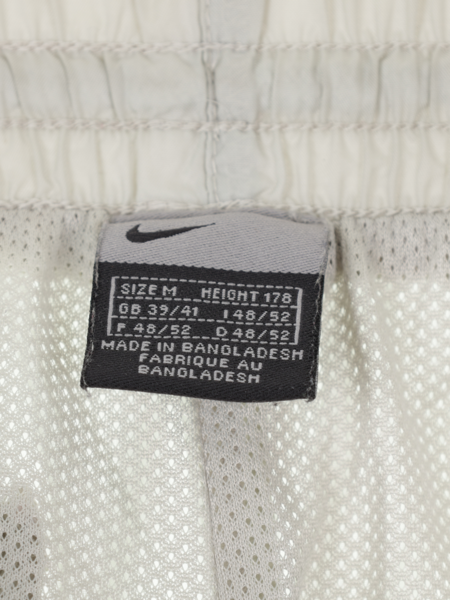 SIZE M HEIGHT 178
GB 39/41 I 48/52
F 48/52 D 48/52
MADE IN BANGLADESH
FABRIQUE AU
BANGLADESH